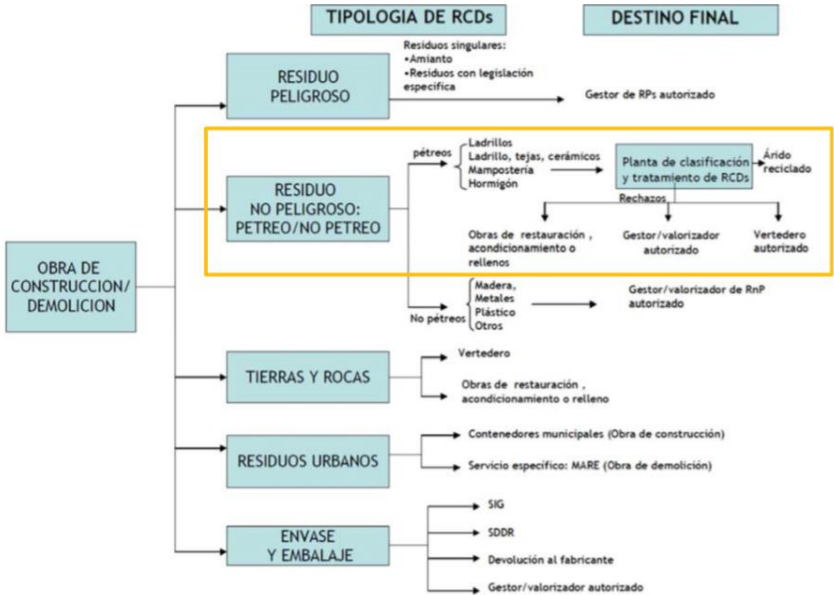 TIPOLOGIA DE RCDs
DESTINO FINAL
Residuos singulares:
•Amianto
•Residuos con legislación
específica
RESIDUO
PELIGROSO
Gestor de RPs autorizado
pétreos
Ladrillos
Ladrillo, tejas, cerámicos
Mampostería
Hormigón
Planta de clasificación
y tratamiento de RCDs
Árido
reciclado
Rechazos
RESIDUO
NO PELIGROSO:
PETREO/NO PETREO
Obras de restauración ,
acondicionamiento o
rellenos
Gestor/valorizador
autorizado
Vertedero
autorizado
OBRA DE
CONSTRUCCION/
DEMOLICION
No pétreos
Madera,
Metales
Plástico
Otros
Gestor/valorizador de RnP
autorizado
TIERRAS Y ROCAS
Vertedero
Obras de restauración ,
acondicionamiento o relleno
RESIDUOS URBANOS
Contenedores municipales (Obra de construcción)
Servicio específico: MARE (Obra de demolición)
ENVASE
Y EMBALAJE
SIG
SDDR
Devolución al fabricante
Gestor/valorizador autorizado